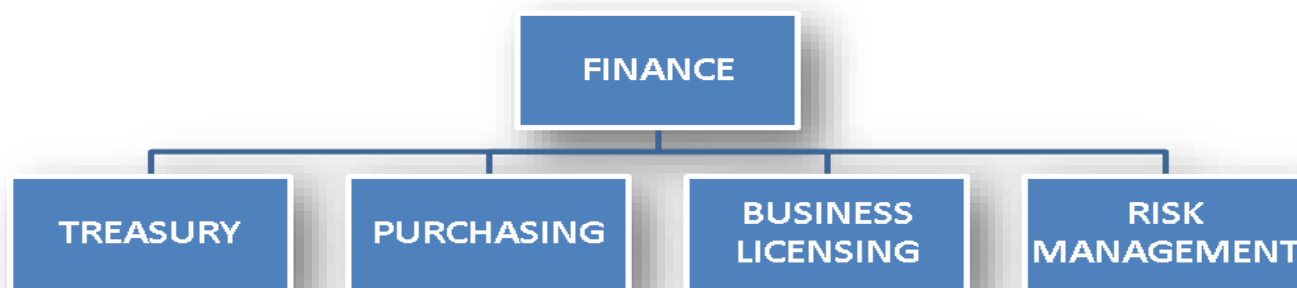 FINANCE
TREASURY
PURCHASING
BUSINESS
LICENSING
RISK
MANAGEMENT